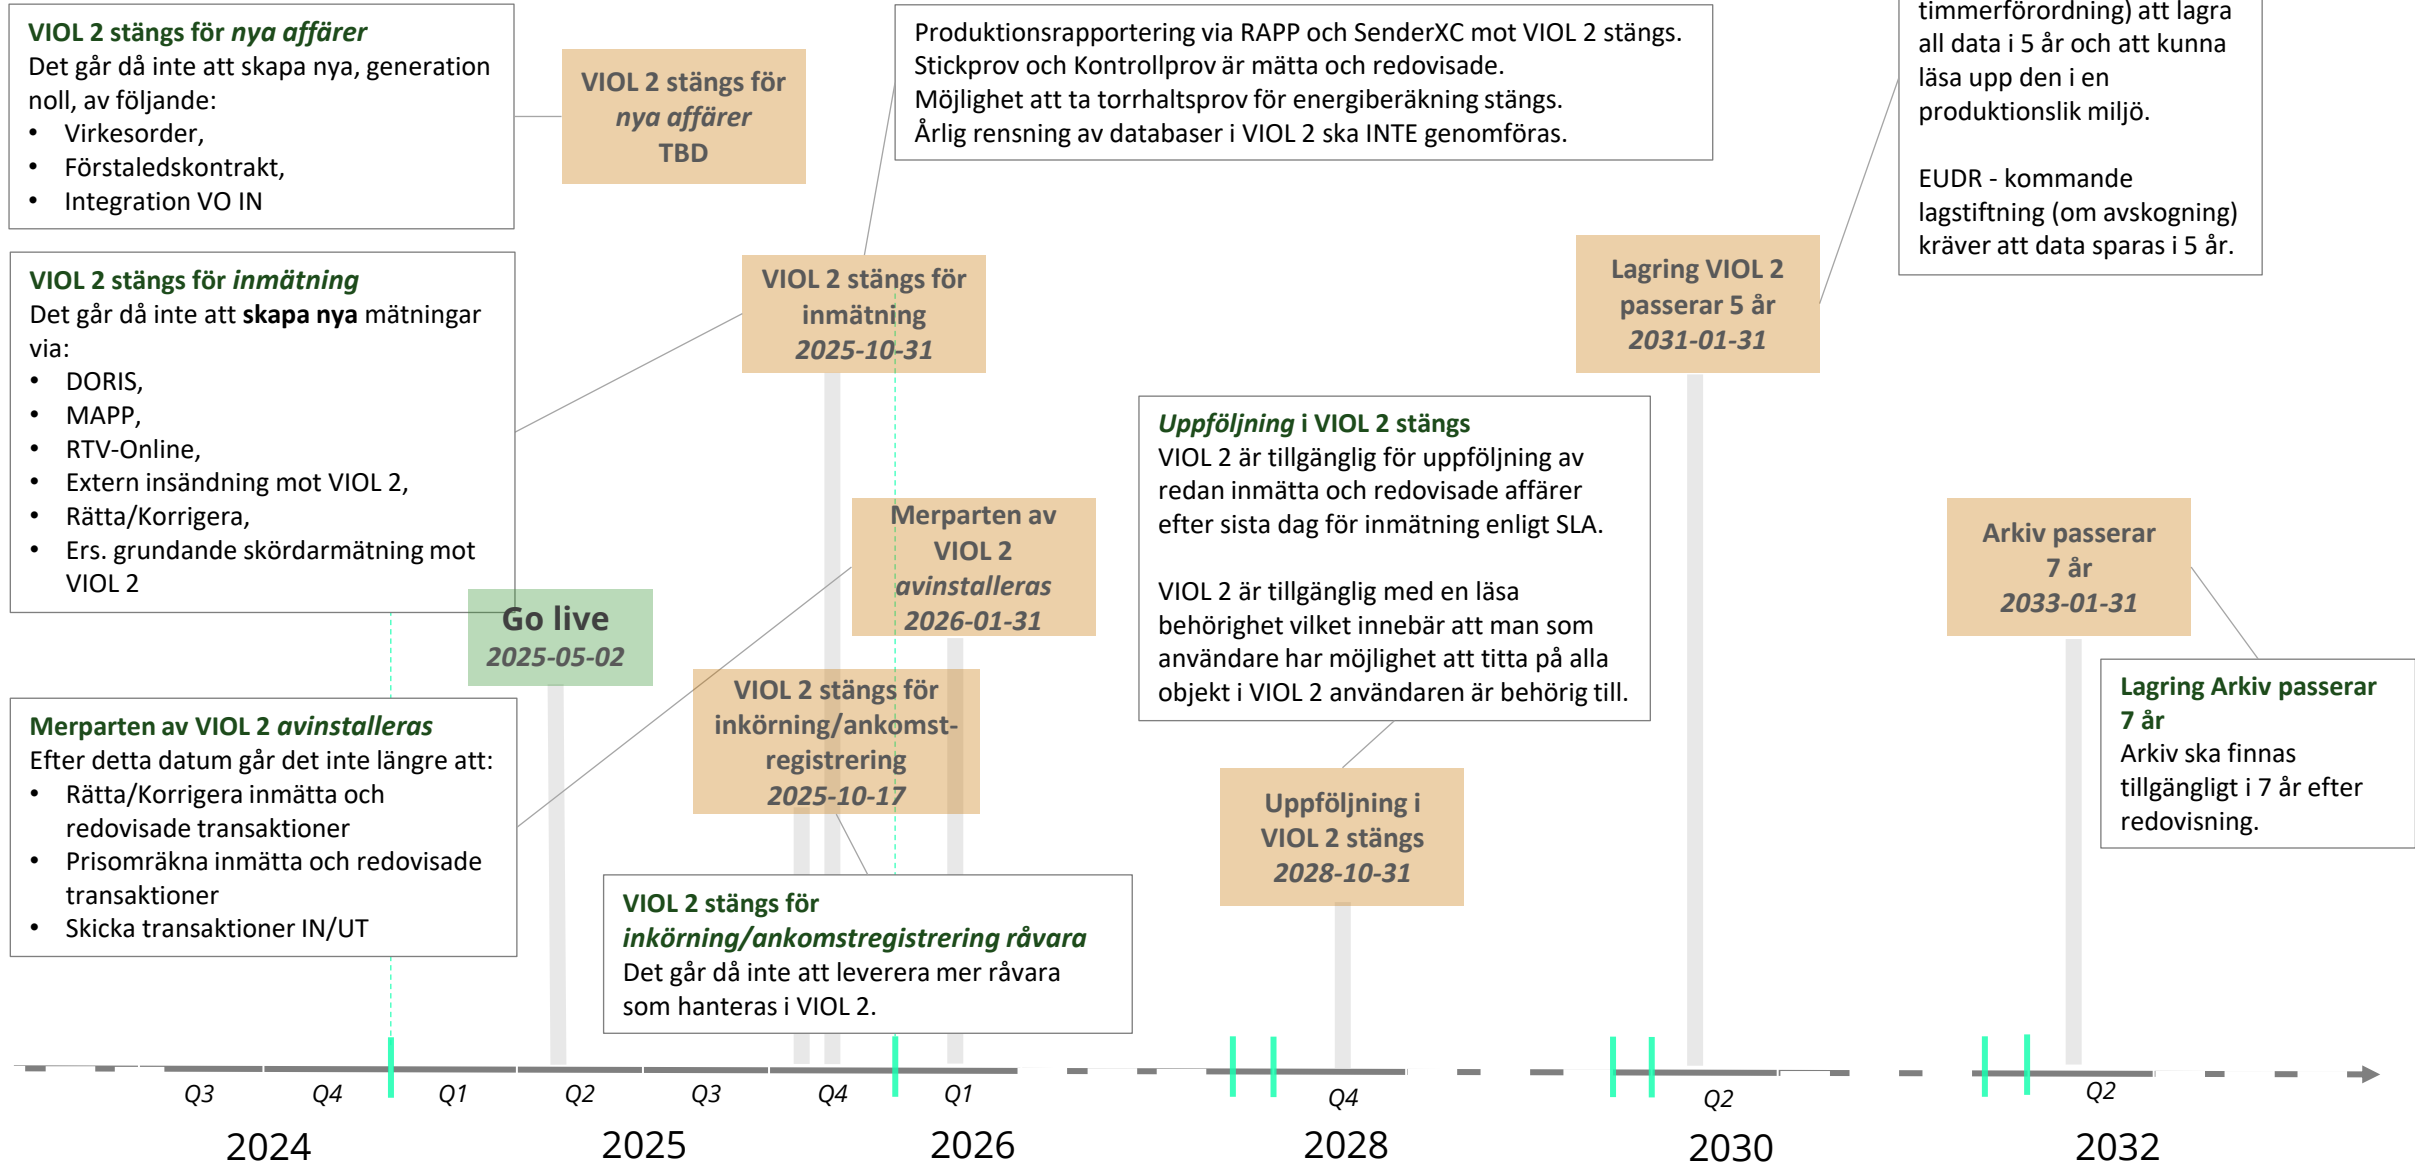 VIOL 2 stängs för nya affärer
Det går då inte att skapa nya, generation
noll, av följande:
• Virkesorder,
• Förstaledskontrakt,
• Integration VO IN
VIOL 2 stängs för
nya affärer
TBD
Produktionsrapportering via RAPP och SenderXC mot VIOL 2 stängs.
Stickprov och Kontrollprov är mätta och redovisade.
Möjlighet att ta torrhaltsprov för energiberäkning stängs.
Årlig rensning av databaser i VIOL 2 ska INTE genomföras.
timmerförordning) att lagra
all data i 5 år och att kunna
läsa upp den i en
produktionslik miljö.
EUDR - kommande
lagstiftning (om avskogning)
kräver att data sparas i 5 år.
VIOL 2 stängs för inmätning
Det går då inte att skapa nya mätningar
via:
• DORIS,
• MAPP,
• RTV-Online,
• Extern insändning mot VIOL 2,
• Rätta/Korrigera,
• Ers. grundande skördarmätning mot
VIOL 2
VIOL 2 stängs för
inmätning
2025-10-31
Lagring VIOL 2
passerar 5 år
2031-01-31
Uppföljning i VIOL 2 stängs
VIOL 2 är tillgänglig för uppföljning av
redan inmätta och redovisade affärer
efter sista dag för inmätning enligt SLA.
VIOL 2 är tillgänglig med en läsa
behörighet vilket innebär att man som
användare har möjlighet att titta på alla
objekt i VIOL 2 användaren är behörig till.
Merparten av
VIOL 2
avinstalleras
2026-01-31
Arkiv passerar
7 år
2033-01-31
Go live
2025-05-02
VIOL 2 stängs för
inkörning/ankomst-
registrering
2025-10-17
Lagring Arkiv passerar
7 år
Arkiv ska finnas
tillgängligt i 7 år efter
redovisning.
Merparten av VIOL 2 avinstalleras
Efter detta datum går det inte längre att:
• Rätta/Korrigera inmätta och
redovisade transaktioner
• Prisomräkna inmätta och redovisade
transaktioner
• Skicka transaktioner IN/UT
Uppföljning i
VIOL 2 stängs
2028-10-31
VIOL 2 stängs för
inkörning/ankomstregistrering råvara
Det går då inte att leverera mer råvara
som hanteras i VIOL 2.
Q3 Q4 Q1 Q2 Q3 Q4 Q1 Q4 Q2 Q2
2024 2025 2026 2028 2030 2032